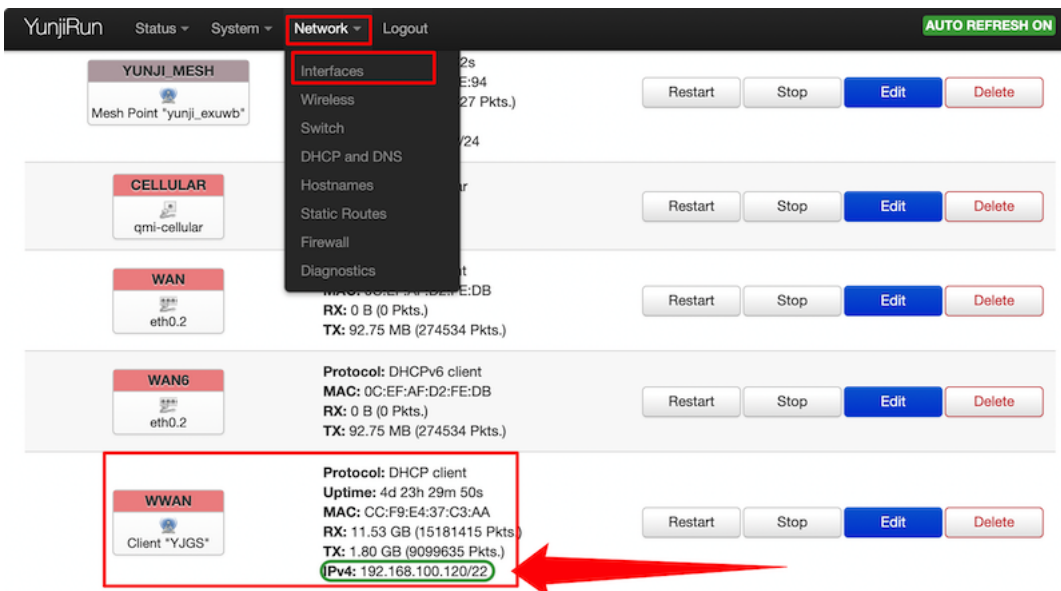 YunjiRun Status System Network Logout AUTO REFRESH ON
Interfaces
Wireless
Switch
DHCP and DNS
Hostnames
Static Routes
Firewall
Diagnostics
YUNJI_MESH
Mesh Point "yunji_exuwb"
2s
E:94
27 Pkts.)
/24
Restart Stop Edit Delete
CELLULAR
qmi-cellular
Restart Stop Edit Delete
WAN
eth0.2
RX: 0 B (0 Pkts.)
TX: 92.75 MB (274534 Pkts.)
Restart Stop Edit Delete
WAN6
eth0.2
Protocol: DHCPv6 client
MAC: 0C:EF:AF:D2:FE:DB
RX: 0 B (0 Pkts.)
TX: 92.75 MB (274534 Pkts.)
Restart Stop Edit Delete
WWAN
Client "YJGS"
Protocol: DHCP client
Uptime: 4d 23h 29m 50s
MAC: CC:F9:E4:37:C3:AA
RX: 11.53 GB (15181415 Pkts.)
TX: 1.80 GB (9099635 Pkts.)
IPv4: 192.168.100.120/22
Restart Stop Edit Delete